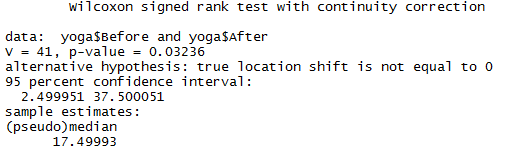 Wilcoxon signed rank test with continuity correction
data: yoga$Before and yoga$After
V = 41, p-value = 0.03236
alternative hypothesis: true location shift is not equal to 0
95 percent confidence interval:
2.499951 37.500051
sample estimates:
(pseudo)median
17.49993